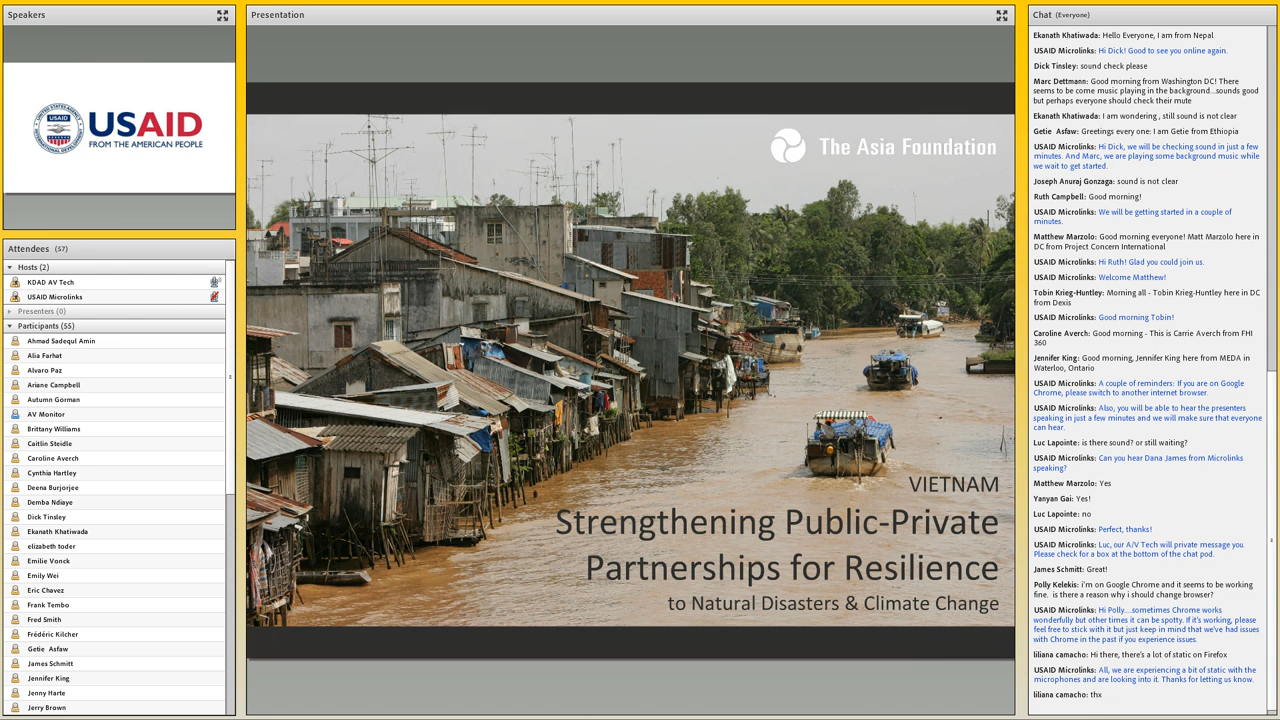 Speakers
UNITED STATES AGENCY
USAID
INTERNATIONAL DEVELOPMENT
USAID
FROM THE AMERICAN PEOPLE
Attendees (57)
Hosts (2)
KDAD AV Tech
USAID Microlinks
Presenters (0)
Participants (55)
Ahmad Sadequl Amin
Alia Farhat
Alvaro Paz
Ariane Campbell
Autumn Gorman
AV Monitor
Brittany Williams
Caitlin Steidle
Caroline Averch
Cynthia Hartley
Deena Burjorjee
Demba Ndiaye
Dick Tinsley
Ekanath Khatiwada
elizabeth toder
Emilie Vonck
Emily Wei
Eric Chavez
Frank Tembo
Fred Smith
Frédéric Kilcher
Getie Asfaw
James Schmitt
Jennifer King
Jenny Harte
Jerry Brown
Presentation
The Asia Foundation
VIETNAM
Strengthening Public-Private
Partnerships for Resilience
to Natural Disasters & Climate Change
Chat (Everyone)
Ekanath Khatiwada: Hello Everyone, I am from Nepal
USAID Microlinks: Hi Dick! Good to see you online again.
Dick Tinsley: sound check please
Marc Dettmann: Good morning from Washington DC! There
seems to be come music playing in the background...sounds good
but perhaps everyone should check their mute
Ekanath Khatiwada: I am wondering , still sound is not clear
Getie Asfaw: Greetings every one: I am Getie from Ethiopia
USAID Microlinks: Hi Dick, we will be checking sound in just a few
minutes. And Marc, we are playing some background music while
we wait to get started.
Joseph Anuraj Gonzaga: sound is not clear
Ruth Campbell: Good morning!
USAID Microlinks: We will be getting started in a couple of
minutes.
Matthew Marzolo: Good morning everyone! Matt Marzolo here in
DC from Project Concern International
USAID Microlinks: Hi Ruth! Glad you could join us.
USAID Microlinks: Welcome Matthew!
Tobin Krieg-Huntley: Morning all - Tobin Krieg-Huntley here in DC
from Dexis
USAID Microlinks: Good morning Tobin!
Caroline Averch: Good morning - This is Carrie Averch from FHI
360
Jennifer King: Good morning, Jennifer King here from MEDA in
Waterloo, Ontario
USAID Microlinks: A couple of reminders: If you are on Google
Chrome, please switch to another internet browser.
USAID Microlinks: Also, you will be able to hear the presenters
speaking in just a few minutes and we will make sure that everyone
can hear.
Luc Lapointe: is there sound? or still waiting?
USAID Microlinks: Can you hear Dana James from Microlinks
speaking?
Matthew Marzolo: Yes
Yanyan Gai: Yes!
Luc Lapointe: no
USAID Microlinks: Perfect, thanks!
USAID Microlinks: Luc, our A/V Tech will private message you.
Please check for a box at the bottom of the chat pod.
James Schmitt: Great!
Polly Kelekis: i'm on Google Chrome and it seems to be working
fine. is there a reason why i should change browser?
USAID Microlinks: Hi Polly....sometimes Chrome works
wonderfully but other times it can be spotty. If it's working, please
feel free to stick with it but just keep in mind that we've had issues
with Chrome in the past if you experience issues.
liliana camacho: Hi there, there's a lot of static on Firefox
USAID Microlinks: All, we are experiencing a bit of static with the
microphones and are looking into it. Thanks for letting us know.
liliana camacho: thx